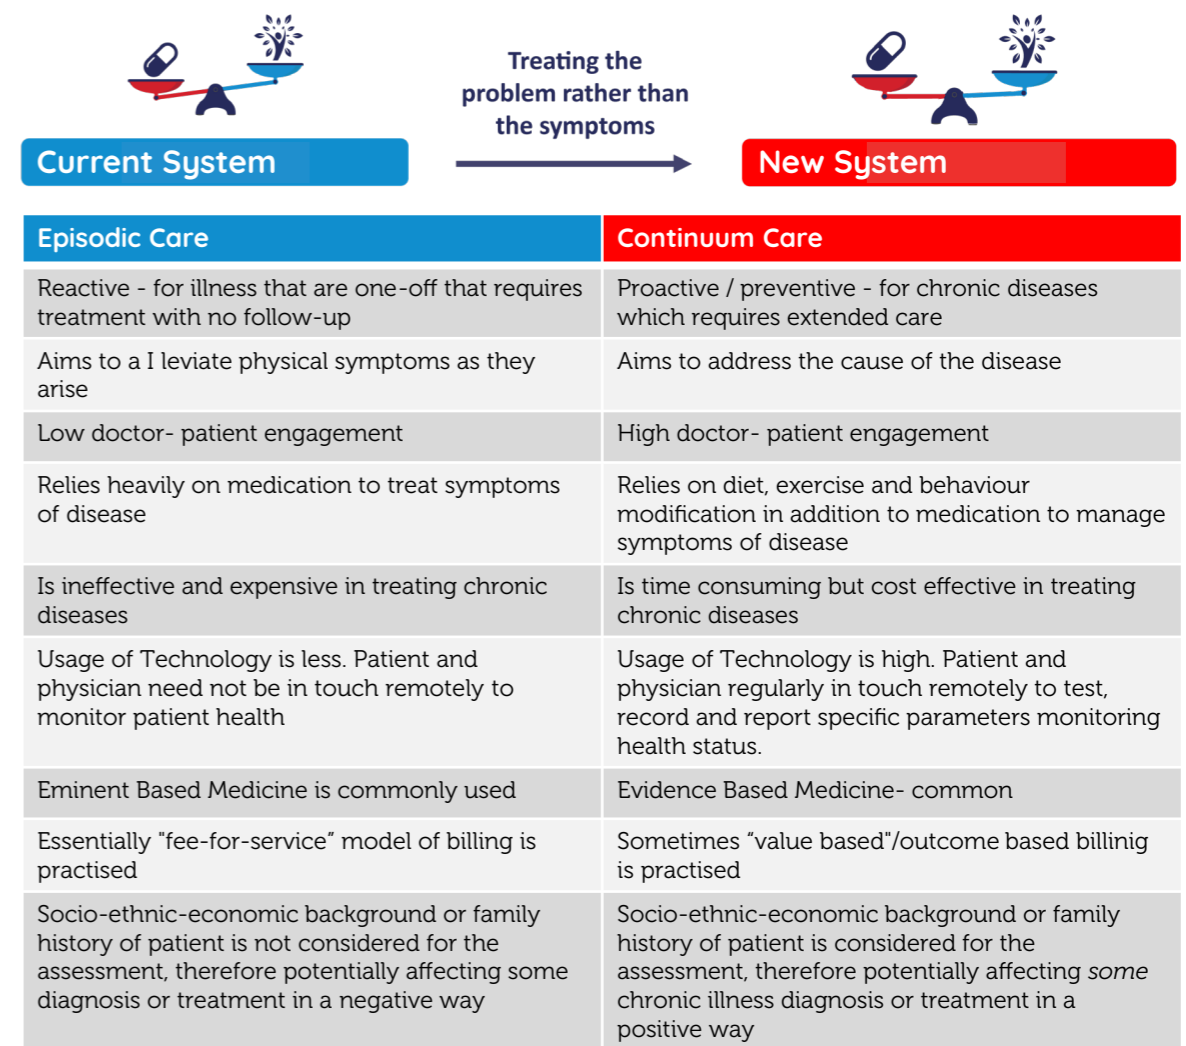 Treating the
problem rather than
the symptoms
Current System
New System
Episodic Care
Continuum Care
Reactive - for illness that are one-off that requires
treatment with no follow-up
Proactive / preventive - for chronic diseases
which requires extended care
Aims to a I leviate physical symptoms as they
arise
Aims to address the cause of the disease
Low doctor- patient engagement
High doctor- patient engagement
Relies heavily on medication to treat symptoms
of disease
Relies on diet, exercise and behaviour
modification in addition to medication to manage
symptoms of disease
Is ineffective and expensive in treating chronic
diseases
Is time consuming but cost effective in treating
chronic diseases
Usage of Technology is less. Patient and
physician need not be in touch remotely to
monitor patient health
Usage of Technology is high. Patient and
physician regularly in touch remotely to test,
record and report specific parameters monitoring
health status.
Eminent Based Medicine is commonly used
Evidence Based Medicine- common
Essentially "fee-for-service” model of billing is
practised
Sometimes “value based"/outcome based billinig
is practised
Socio-ethnic-economic background or family
history of patient is not considered for the
assessment, therefore potentially affecting some
diagnosis or treatment in a negative way
Socio-ethnic-economic background or family
history of patient is considered for the
assessment, therefore potentially affecting some
chronic illness diagnosis or treatment in a
positive way